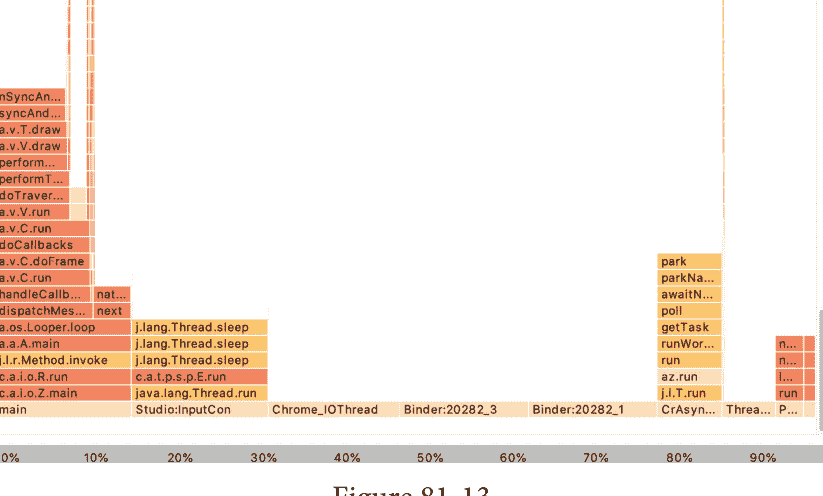 nSyncAn...
syncAnd...
a.v.T.draw
a.v.V.draw
perform...
performT...
doTraver...
a.v.V.run
a.v.C.run
doCallbacks
a.v.C.doFrame park
a.v.C.run parkNa...
handleCallb... nat... awaitN...
dispatchMes... next poll
a.os.Looper.loop j.lang.Thread.sleep getTask
a.a.A.main j.lang.Thread.sleep runWor... n...
j.l.r.Method.invoke j.lang.Thread.sleep run n...
c.a.i.o.R.run c.a.t.p.s.p.E.run az.run l...
c.a.i.o.Z.main java.lang.Thread.run j.l.T.run run
main Studio:InputCon Chrome_IOThread Binder:20282_3 Binder:20282_1 CrAsyn... Threa... P...
0% 10% 20% 30% 40% 50% 60% 70% 80% 90%
Figure 81-13